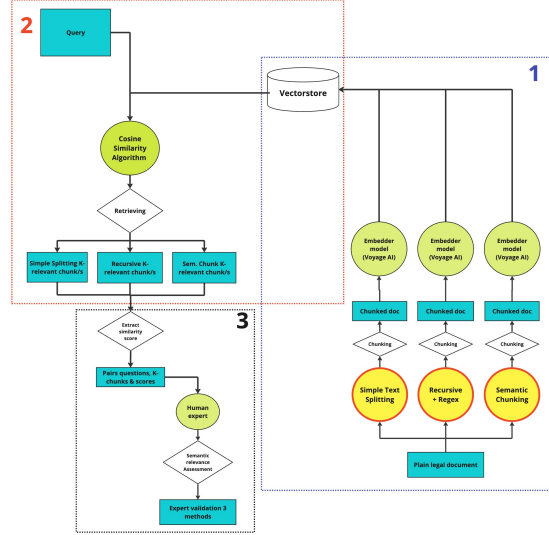 2
Query
1
Vectorstore
Cosine
Similarity
Algorithm
Retrieving
Simple Splitting K-
relevant chunk/s
Recursive K-
relevant chunk/s
Sem. Chunk K-
relevant chunk/s
Embedder
model
(Voyage AI)
Embedder
model
(Voyage AI)
Embedder
model
(Voyage AI)
Chunked doc
Chunked doc
Chunked doc
Chunking
Chunking
Chunking
Simple Text
Splitting
Recursive
+ Regex
Semantic
Chunking
Plain legal document
3
Extract
similarity
score
Pairs questions, K-
chunks & scores
Human
expert
Semantic
relevance
Assessment
Expert validation 3
methods